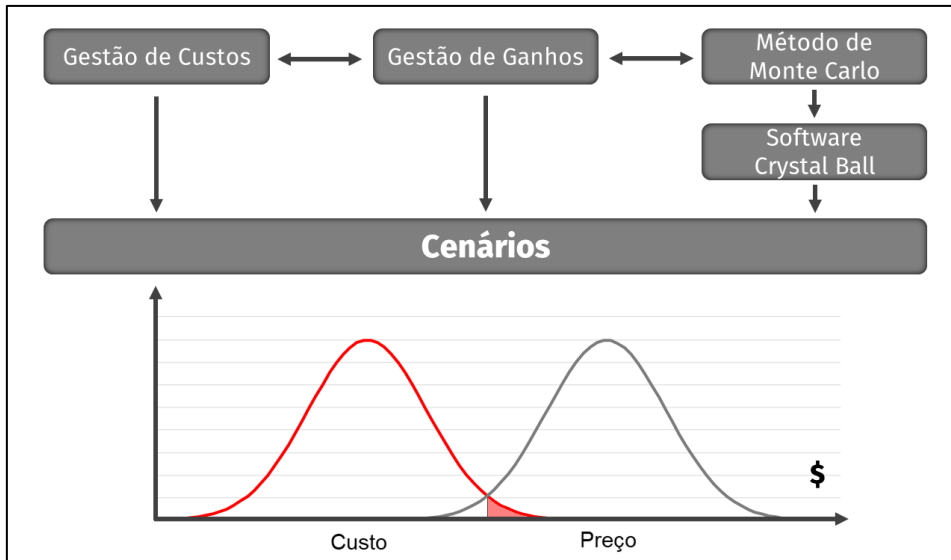 Gestão de Custos
Gestão de Ganhos
Método de
Monte Carlo
Software
Crystal Ball
Cenários
$
Custo
Preço